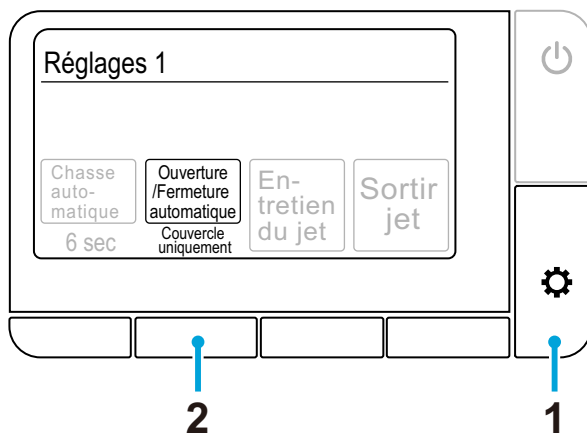 Réglages 1
Chasse
auto-
matique
6 sec
Ouverture
/Fermeture
automatique
Couvercle
uniquement
En-
tretien
du jet
Sortir
jet
2
1